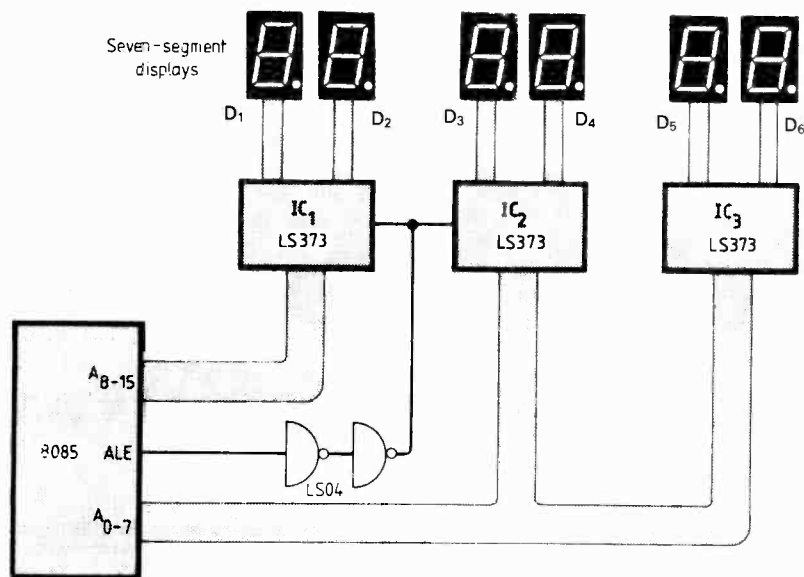 Seven-segment
displays
D₁
D₂
D₃
D₄
D₅
D₆
IC₁
LS373
IC₂
LS373
IC₃
LS373
A₈₋₁₅
8085
ALE
LS04
A₀₋₇